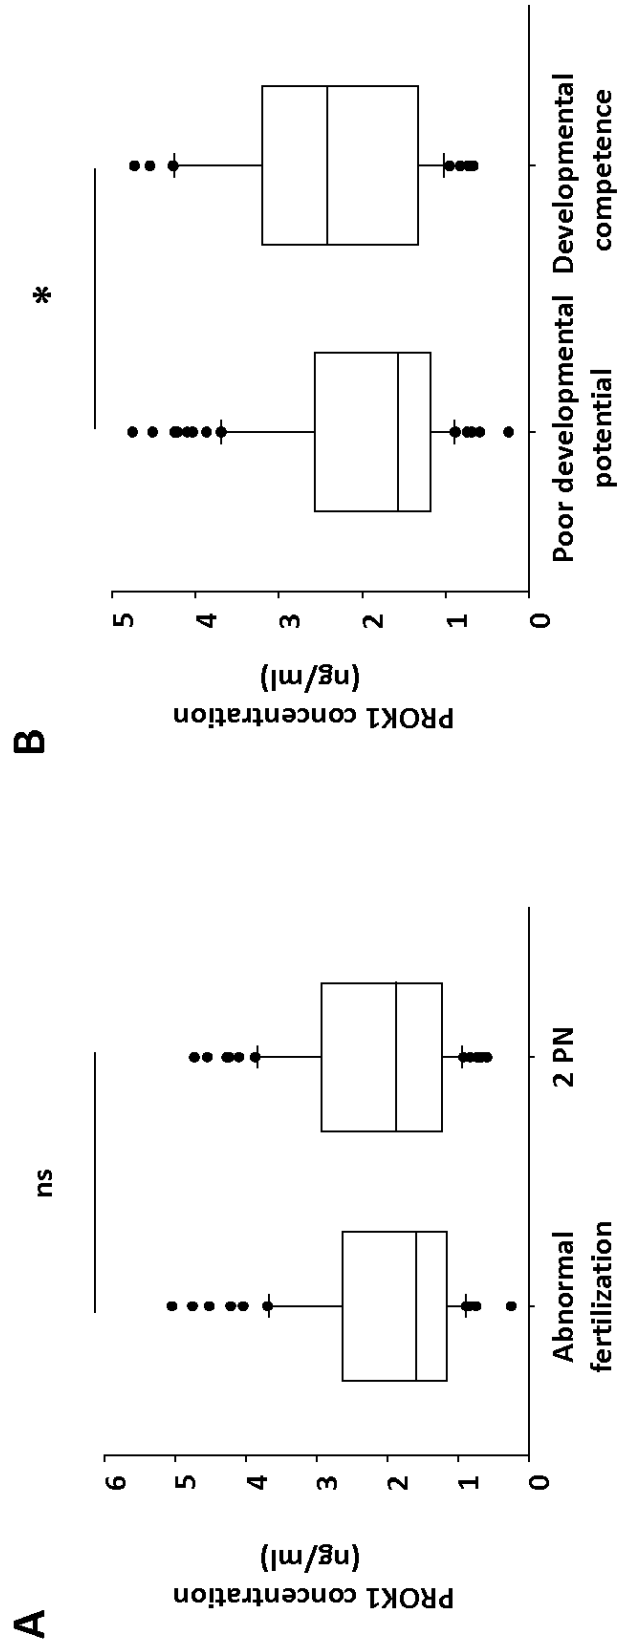 A
PROK1 concentration
(ng/ml)
6
5
4
3
2
1
0
ns
Abnormal
fertilization
2 PN
B
PROK1 concentration
(ng/ml)
5
4
3
2
1
0
*
Poor developmental
potential
Developmental
competence